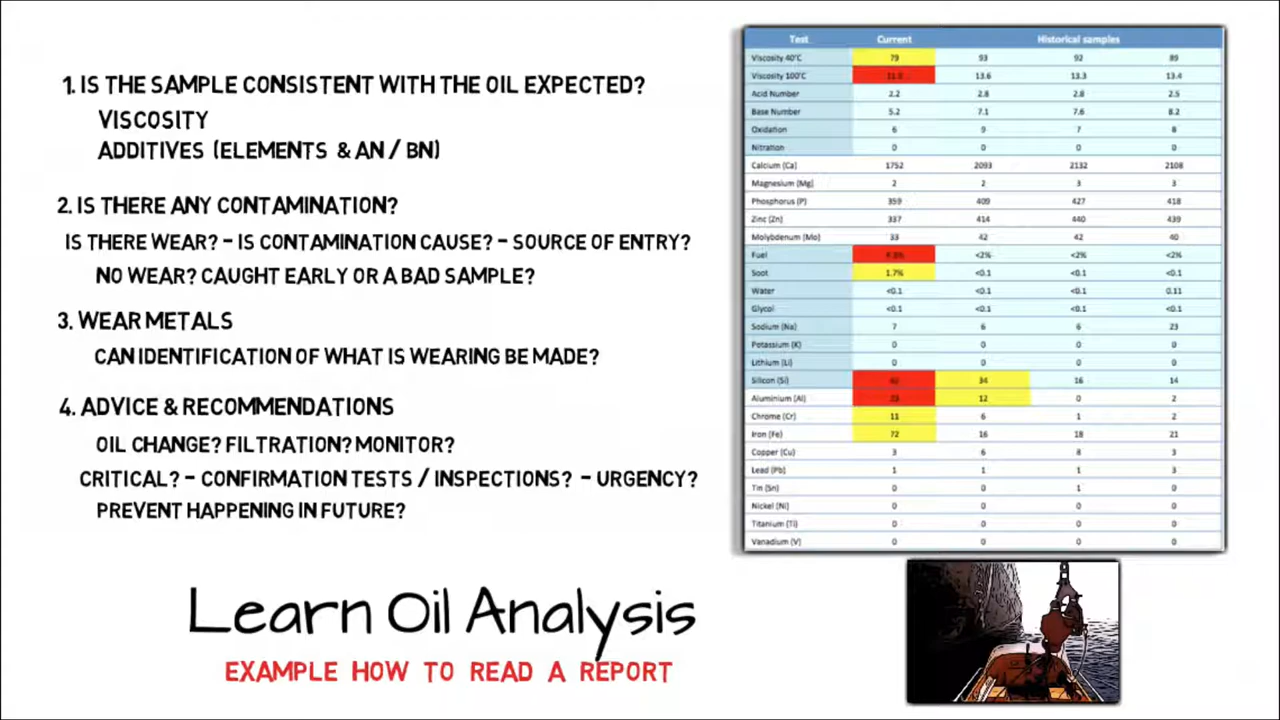 1. IS THE SAMPLE CONSISTENT WITH THE OIL EXPECTED?
VISCOSITY
ADDITIVES (ELEMENTS & AN / BN)
2. IS THERE ANY CONTAMINATION?
IS THERE WEAR? - IS CONTAMINATION CAUSE? - SOURCE OF ENTRY?
NO WEAR? CAUGHT EARLY OR A BAD SAMPLE?
3. WEAR METALS
CAN IDENTIFICATION OF WHAT IS WEARING BE MADE?
4. ADVICE & RECOMMENDATIONS
OIL CHANGE? FILTRATION? MONITOR?
CRITICAL? - CONFIRMATION TESTS / INSPECTIONS? - URGENCY?
PREVENT HAPPENING IN FUTURE?
Learn Oil Analysis
EXAMPLE HOW TO READ A REPORT
Test Current Historical samples
Viscosity 40°C 79 93 92 89
Viscosity 100°C 13.6 13.3 13.4
Acid Number 2.2 2.8 2.8 2.5
Base Number 5.2 7.1 7.6 8.2
Oxidation 6 9 7 8
Nitration 0 0 0 0
Calcium (Ca) 1752 2093 2132 2108
Magnesium (Mg) 2 2 3 3
Phosphorus (P) 359 409 427 418
Zinc (Zn) 337 414 440 439
Molybdenum (Mo) 33 42 42 40
Fuel <2% <2% <2%
Soot 1.7% <0.1 <0.1 <0.1
Water <0.1 <0.1 <0.1 0.11
Glycol <0.1 <0.1 <0.1 <0.1
Sodium (Na) 7 6 6 23
Potassium (K) 0 0 0 0
Lithium (Li) 0 0 0 0
Silicon (Si) 34 16 14
Aluminium (Al) 12 0 2
Chrome (Cr) 11 6 1 2
Iron (Fe) 72 16 18 21
Copper (Cu) 3 6 8 3
Lead (Pb) 1 1 1 3
Tin (Sn) 0 0 1 0
Nickel (Ni) 0 0 0 0
Titanium (Ti) 0 0 0 0
Vanadium (V) 0 0 0 0